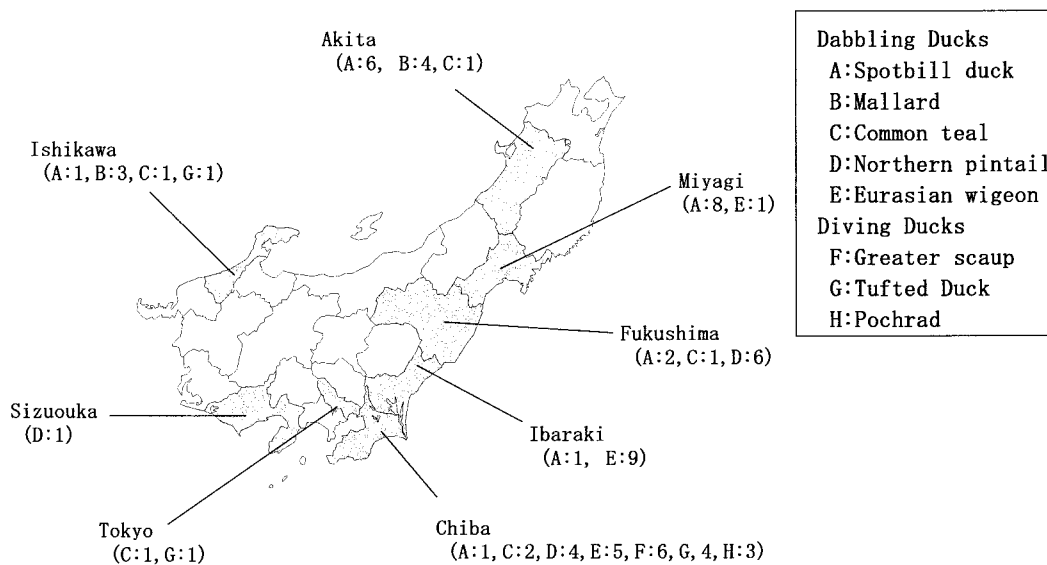 Akita
(A:6, B:4,C:1)
Ishikawa
(A:1,B:3,C:1,G:1)
Miyagi
(A:8,E:1)
Fukushima
(A:2,C:1,D:6)
Sizuouka
(D:1)
Ibaraki
(A:1, E:9)
Tokyo
(C:1,G:1)
Chiba
(A:1,C:2,D:4,E:5,F:6,G,4,H:3)
Dabbling Ducks
A:Spotbill duck
B:Mallard
C:Common teal
D:Northern pintail
E:Eurasian wigeon
Diving Ducks
F:Greater scaup
G:Tufted Duck
H:Pochrad